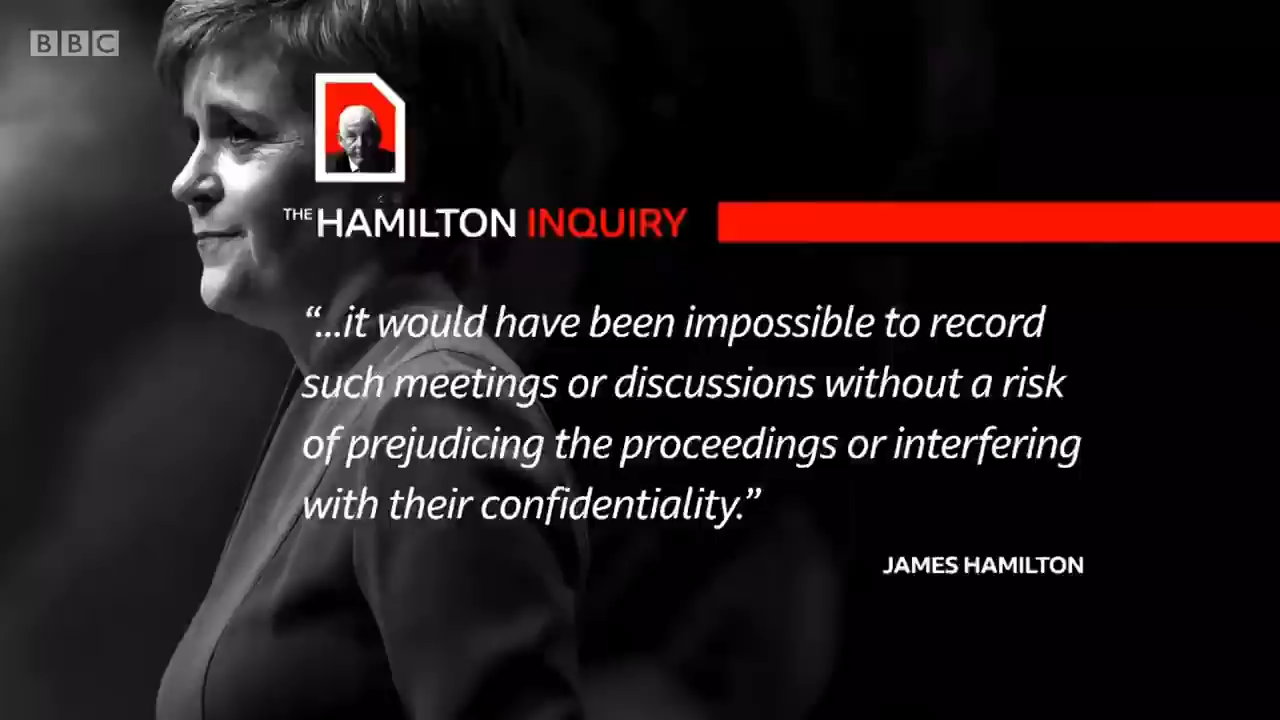 BBC
THE HAMILTON INQUIRY
“...it would have been impossible to record
such meetings or discussions without a risk
of prejudicing the proceedings or interfering
with their confidentiality.”
JAMES HAMILTON